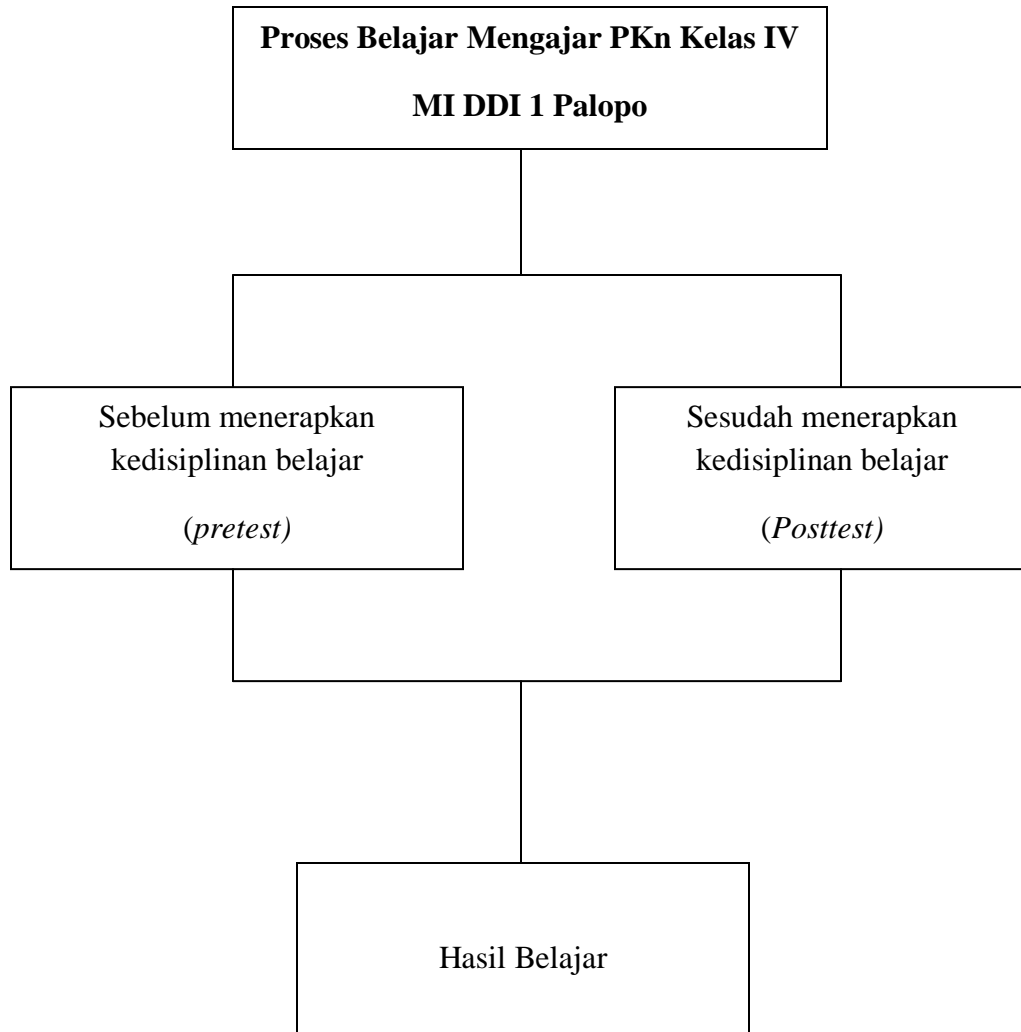 Proses Belajar Mengajar PKn Kelas IV
MI DDI 1 Palopo
Sebelum menerapkan
kedisiplinan belajar
(pretest)
Sesudah menerapkan
kedisiplinan belajar
(Posttest)
Hasil Belajar